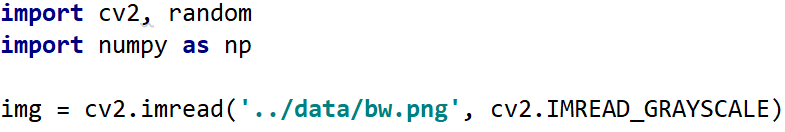 import cv2, random
import numpy as np
img = cv2.imread('../data/bw.png', cv2.IMREAD_GRAYSCALE)